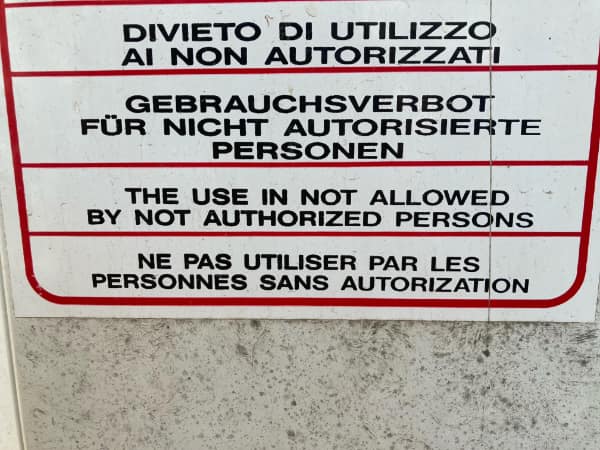 DIVIETO DI UTILIZZO
AI NON AUTORIZZATI
GEBRAUCHSVERBOT
FÜR NICHT AUTORISIERTE
PERSONEN
THE USE IN NOT ALLOWED
BY NOT AUTHORIZED PERSONS
NE PAS UTILISER PAR LES
PERSONNES SANS AUTORIZATION